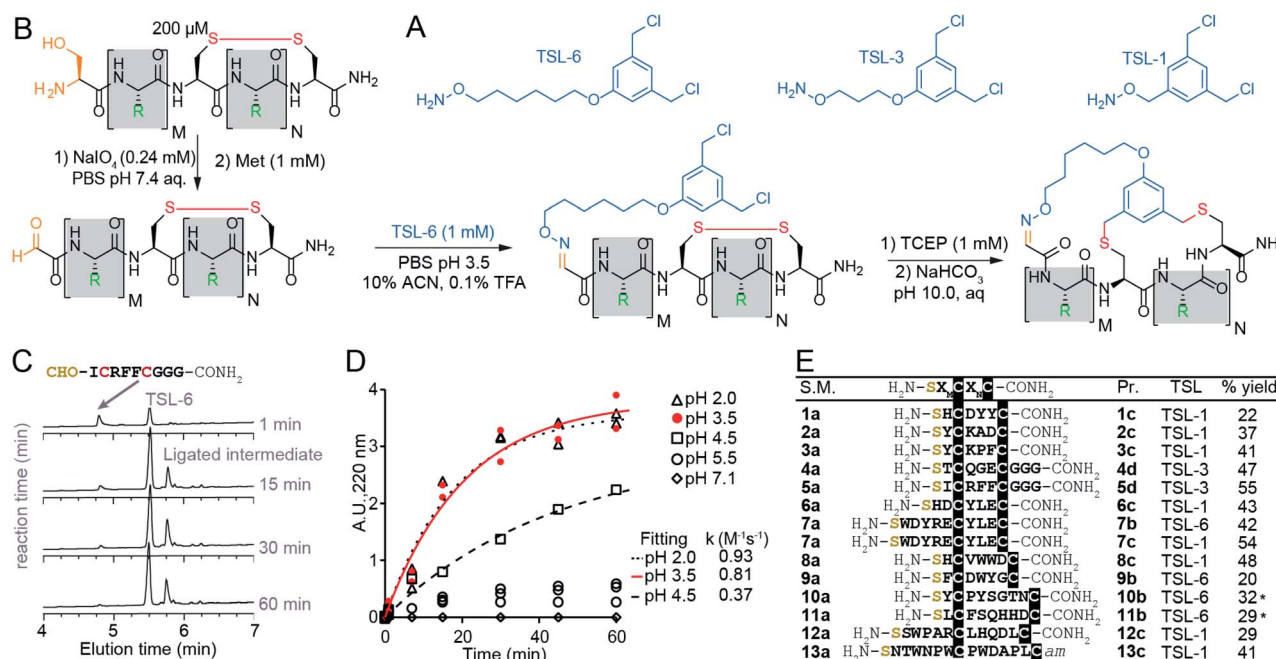 B
200 µM
HO
S S
H2N
O
N
H
R
M
N
NH2
1) NaIO4 (0.24 mM)
PBS pH 7.4 aq.
2) Met (1 mM)
O
H
S S
NH2
R
M
R
N
A
TSL-6
H2N
O
O
Cl
Cl
TSL-3
H2N
O
O
Cl
Cl
TSL-1
H2N
O
Cl
Cl
TSL-6 (1 mM)
PBS pH 3.5
10% ACN, 0.1% TFA
O
N
O
Cl
Cl
S S
NH2
R
M
R
N
1) TCEP (1 mM)
2) NaHCO3
pH 10.0, aq
O
O
N
S
S
NH2
R
M
R
N
C
CHO-ICRFFCGGG-CONH2
TSL-6
1 min
Ligated intermediate
15 min
30 min
60 min
reaction time (min)
4 5 6 7
Elution time (min)
D
A.U., 220 nm
4
3
2
1
0
0 20 40 60
Time (min)
pH 2.0
pH 3.5
pH 4.5
pH 5.5
pH 7.1
Fitting k (M-1s-1)
pH 2.0 0.93
pH 3.5 0.81
pH 4.5 0.37
E
S.M. H2N-SXMCXNC-CONH2 Pr. TSL % yield
1a H2N-SHCDYYC-CONH2 1c TSL-1 22
2a H2N-SYCKADC-CONH2 2c TSL-1 37
3a H2N-SYCKPFC-CONH2 3c TSL-1 41
4a H2N-STCQGECGGG-CONH2 4d TSL-3 47
5a H2N-SICRFFCGGG-CONH2 5d TSL-3 55
6a H2N-SHDCYLEC-CONH2 6c TSL-1 43
7a H2N-SWDYRECYLEC-CONH2 7b TSL-6 42
7a H2N-SWDYRECYLEC-CONH2 7c TSL-1 54
8a H2N-SHCVWWDC-CONH2 8c TSL-1 48
9a H2N-SFCDWYGC-CONH2 9b TSL-6 20
10a H2N-SYCPYSGTNC-CONH2 10b TSL-6 32*
11a H2N-SLCFSQHHDC-CONH2 11b TSL-6 29*
12a H2N-SSWPARCLHQDLC-CONH2 12c TSL-1 29
13a H2N-SNTWNPWCPWDAPLCam 13c TSL-1 41